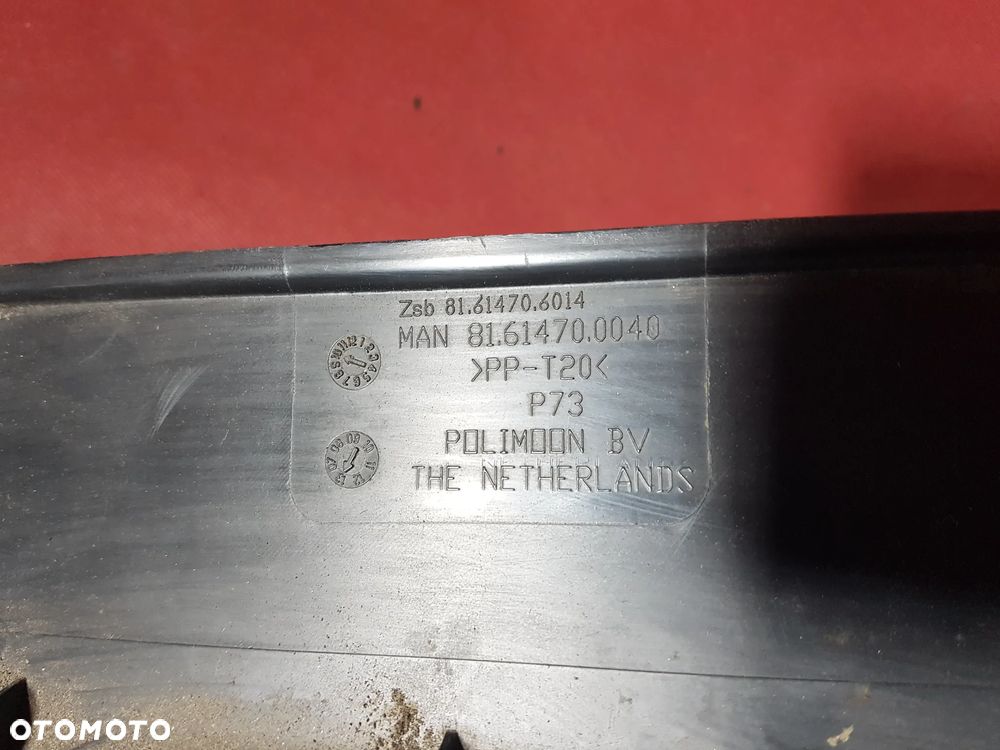 Zsb 81.61470.6014
MAN 81.61470.0040
>PP-T20<
P73
POLIMOON BV
THE NETHERLANDS
OTOMOTO